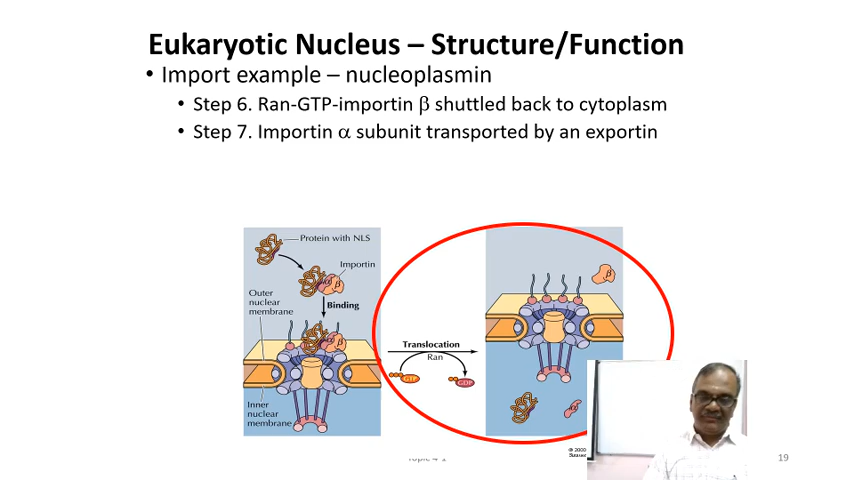 Eukaryotic Nucleus – Structure/Function
• Import example – nucleoplasmin
• Step 6. Ran-GTP-importin β shuttled back to cytoplasm
• Step 7. Importin α subunit transported by an exportin
Protein with NLS
Importin
α
β
β
Outer
nuclear
membrane
Binding
α
β
Translocation
Ran
GDP
Inner
nuclear
membrane
19